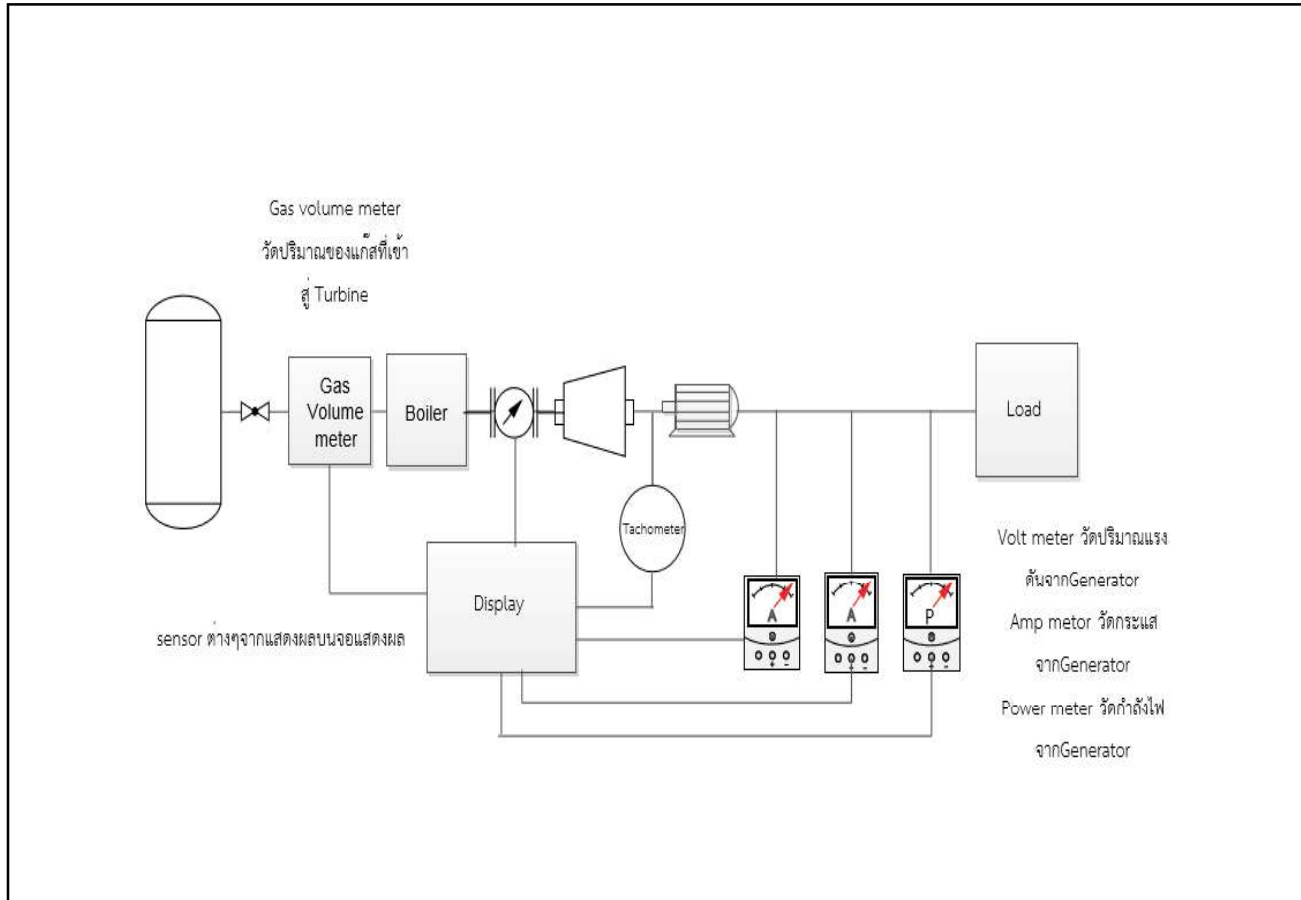 Gas volume meter
วัดปริมาณของแก๊สที่เข้า
สู่ Turbine
Gas
Volume
meter
Boiler
Load
Tachometer
Display
sensor ต่างๆจากแสดงผลบนจอแสดงผล
A
A
P
Volt meter วัดปริมาณแรง
ดันจากGenerator
Amp metor วัดกระแส
จากGenerator
Power meter วัดกำลังไฟ
จากGenerator